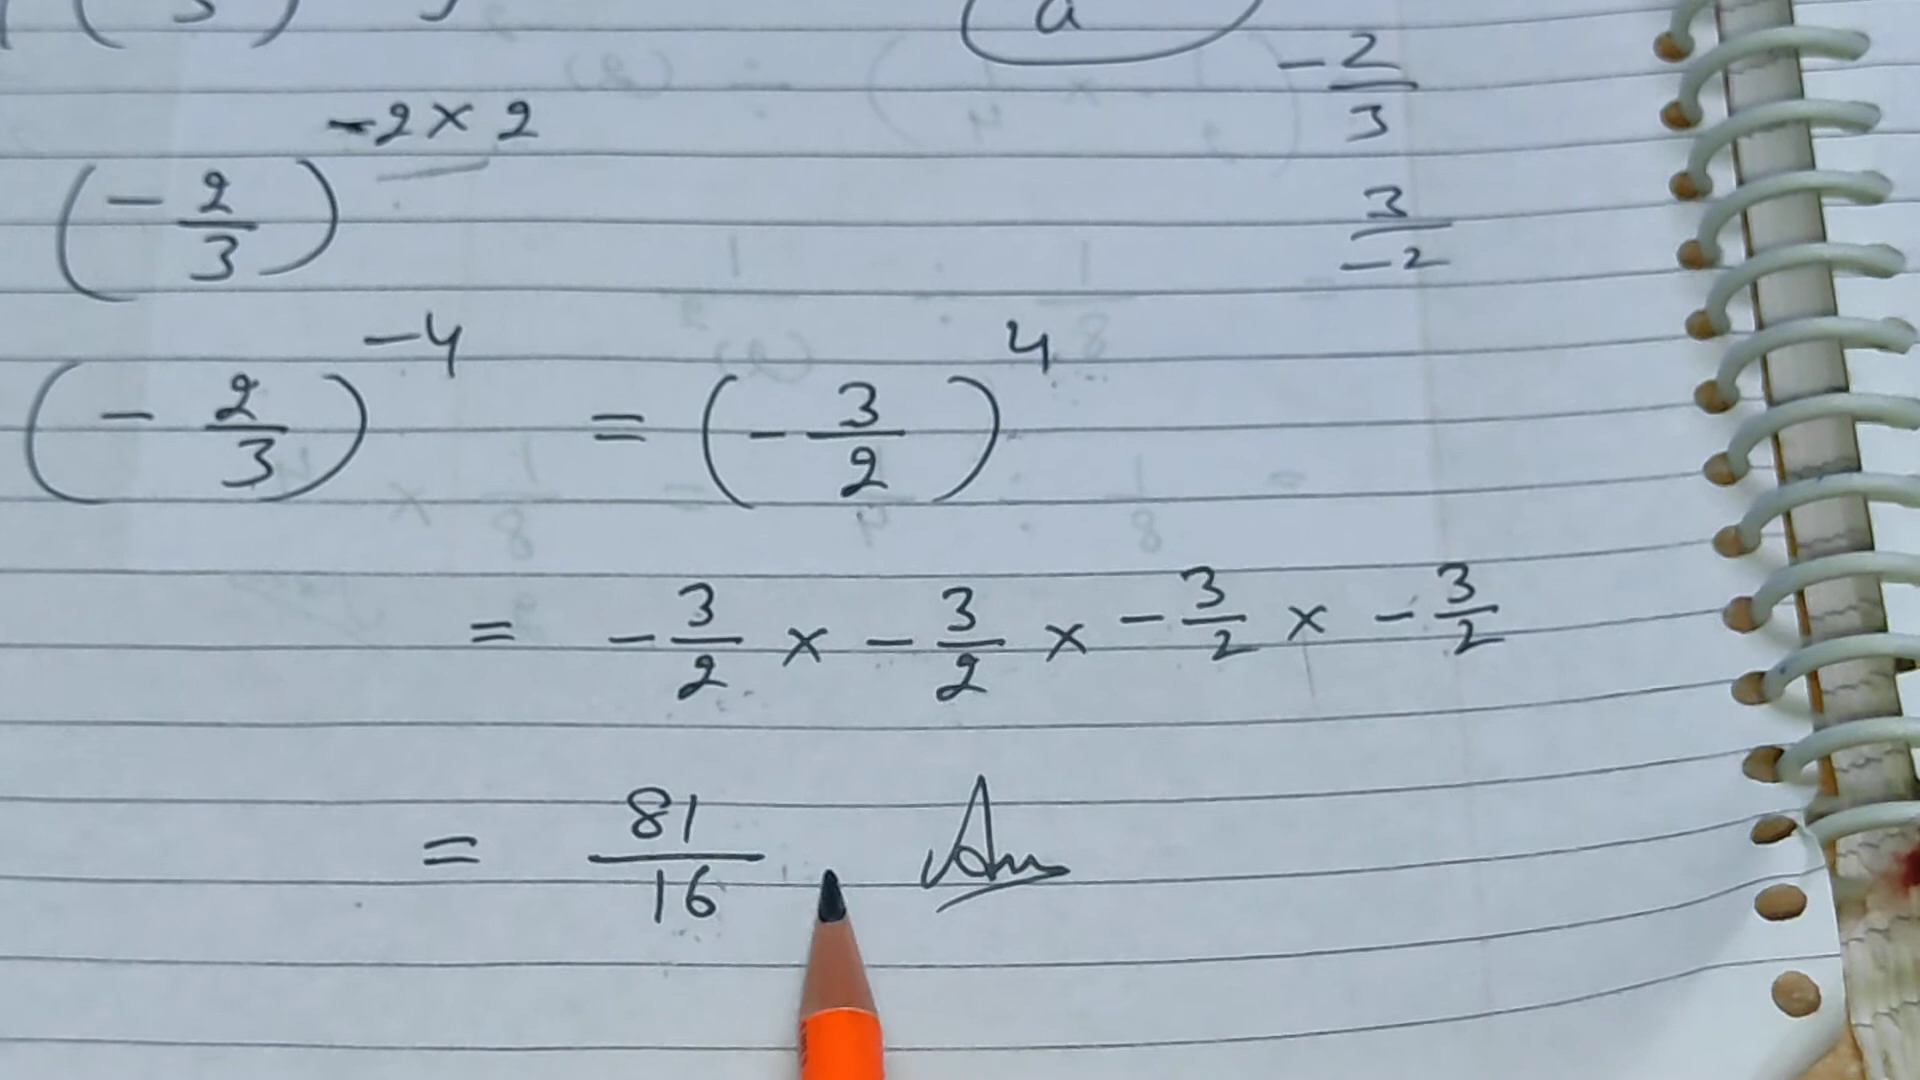 a
(-2/3)^{-2×2}
-2/3
3/-2
(-2/3)^{-4} = (-3/2)^4
= -3/2 × -3/2 × -3/2 × -3/2
= 81/16 Ans